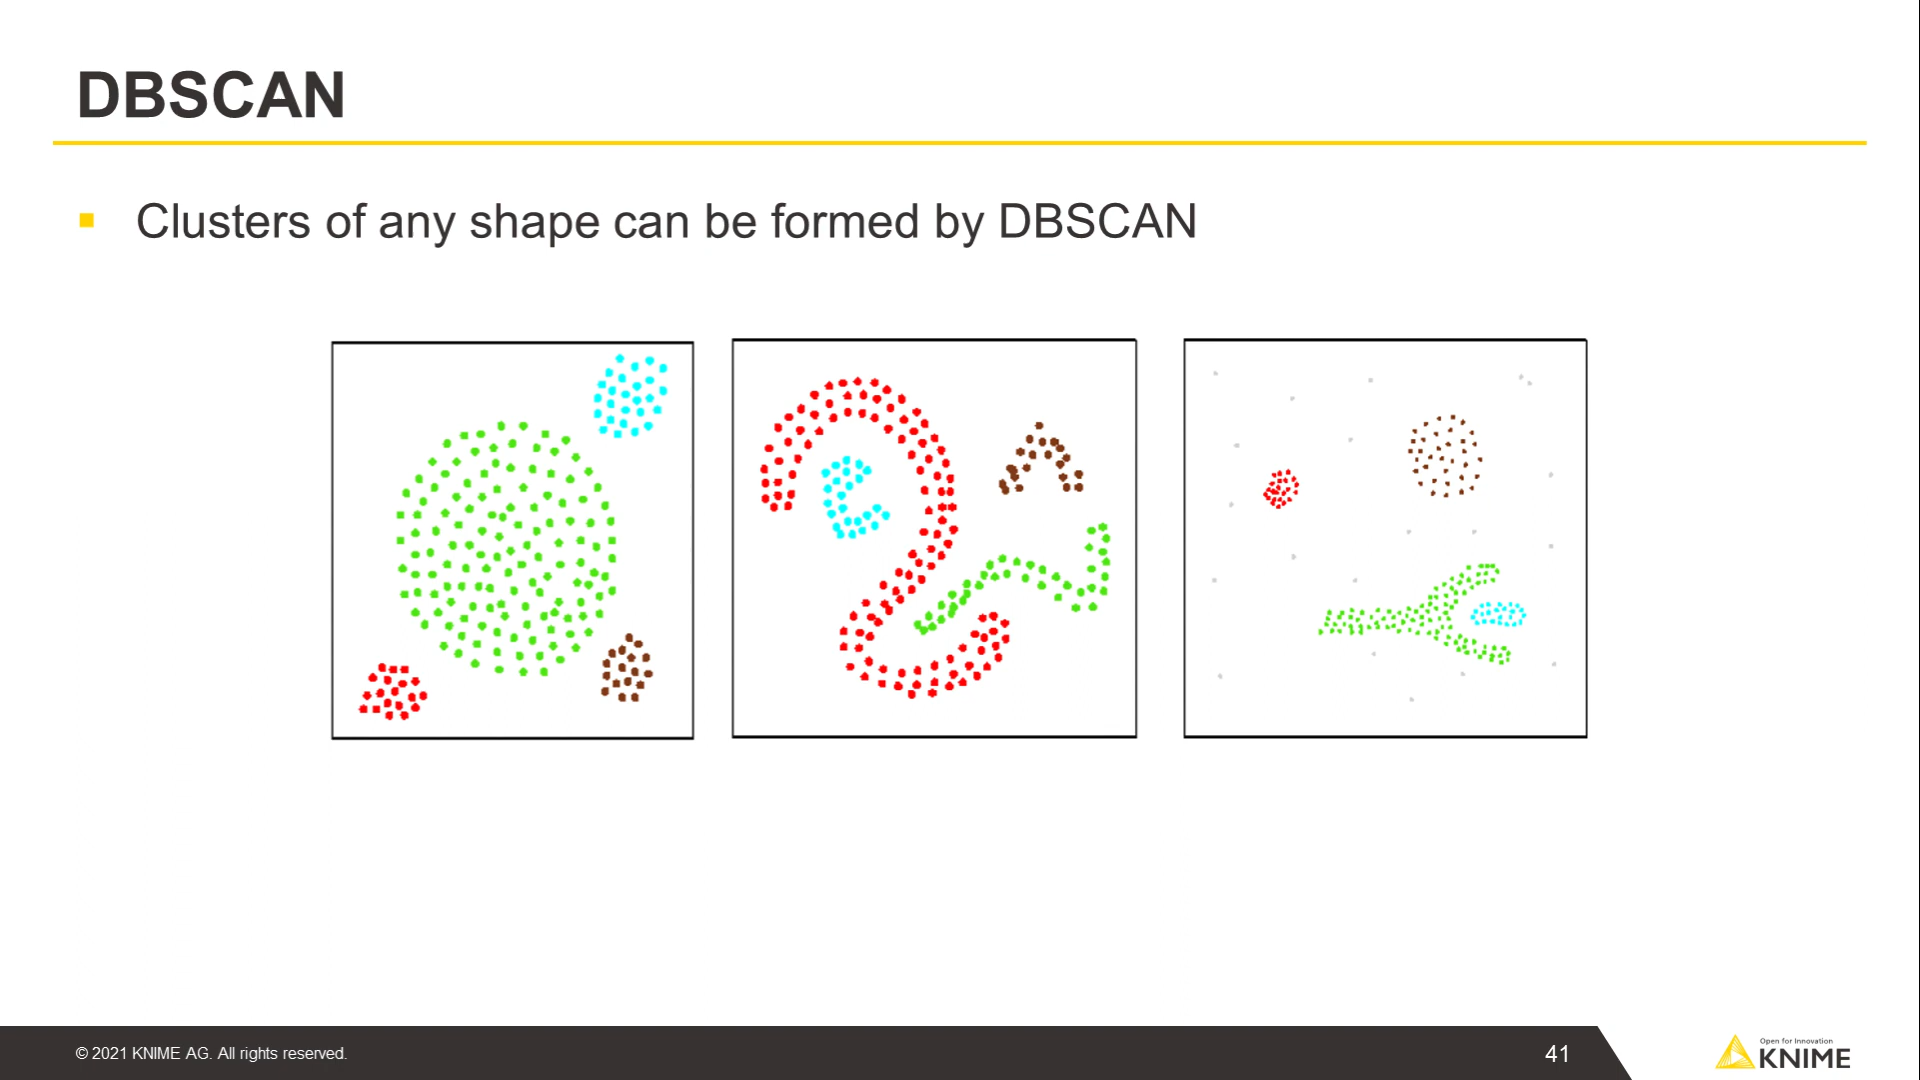 DBSCAN
Clusters of any shape can be formed by DBSCAN
© 2021 KNIME AG. All rights reserved.
41
Open for Innovation
KNIME